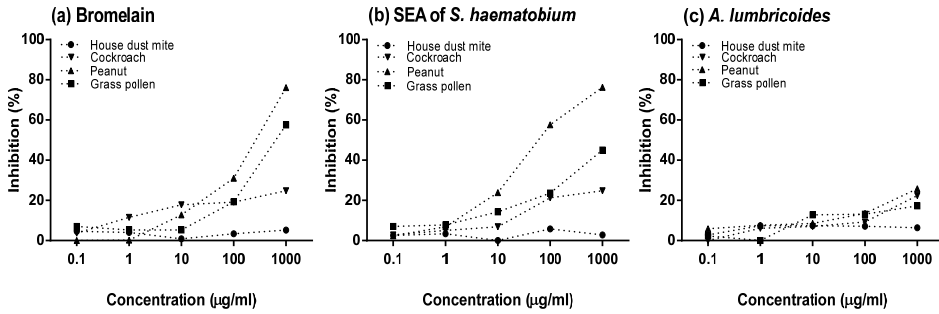 (a) Bromelain
100
80
60
40
20
0
Inhibition (%)
House dust mite
Cockroach
Peanut
Grass pollen
0.1 1 10 100 1000
Concentration (µg/ml)
(b) SEA of S. haematobium
100
80
60
40
20
0
Inhibition (%)
House dust mite
Cockroach
Peanut
Grass pollen
0.1 1 10 100 1000
Concentration (µg/ml)
(c) A. lumbricoides
100
80
60
40
20
0
Inhibition (%)
House dust mite
Cockroach
Peanut
Grass pollen
0.1 1 10 100 1000
Concentration (µg/ml)